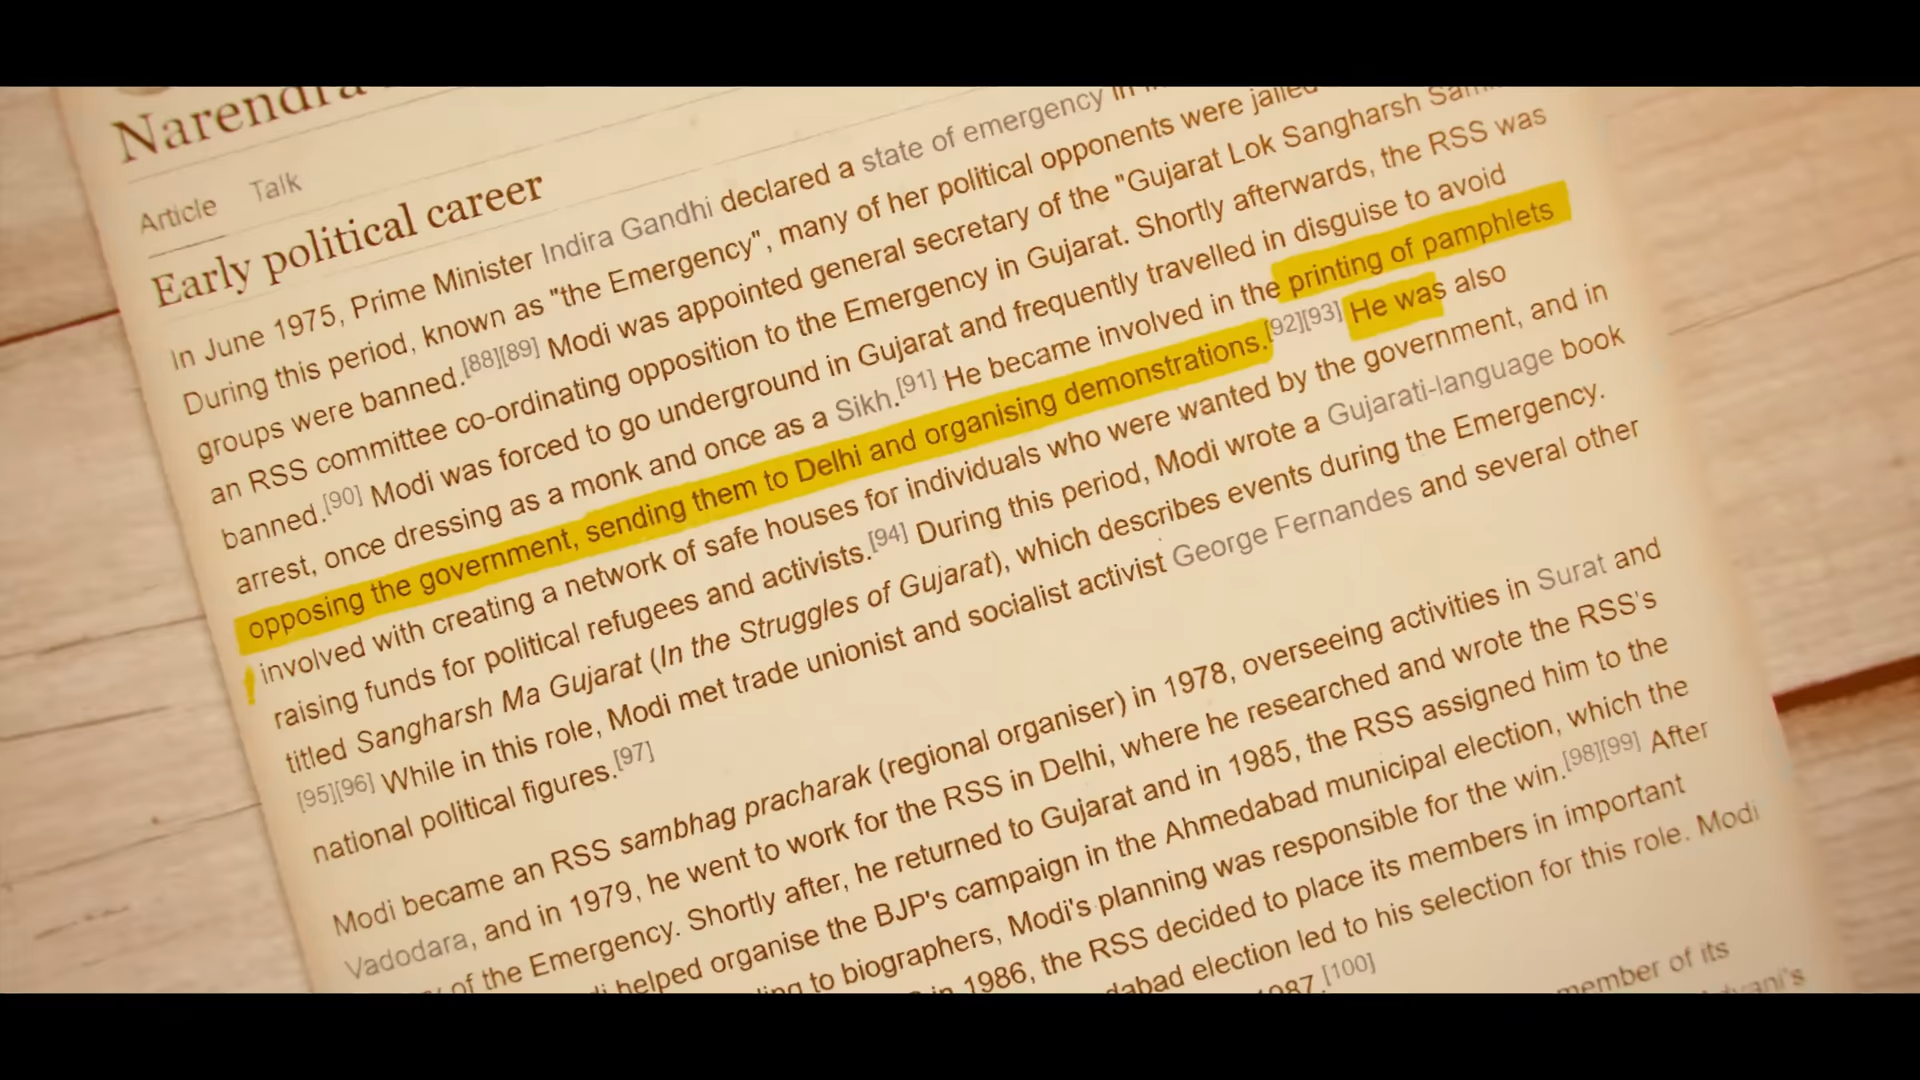 Narendra
Article Talk
Early political career
In June 1975, Prime Minister Indira Gandhi declared a state of emergency in
During this period, known as "the Emergency", many of her political opponents were jailed
groups were banned.[88][89] Modi was appointed general secretary of the "Gujarat Lok Sangharsh
an RSS committee co-ordinating opposition to the Emergency in Gujarat. Shortly afterwards, the RSS was
banned.[90] Modi was forced to go underground in Gujarat and frequently travelled in disguise to avoid
arrest, once dressing as a monk and once as a Sikh.[91] He became involved in the printing of pamphlets
opposing the government, sending them to Delhi and organising demonstrations.[92][93] He was also
involved with creating a network of safe houses for individuals who were wanted by the government, and in
raising funds for political refugees and activists.[94] During this period, Modi wrote a Gujarati-language book
titled Sangharsh Ma Gujarat (In the Struggles of Gujarat), which describes events during the Emergency.
[95][96] While in this role, Modi met trade unionist and socialist activist George Fernandes and several other
national political figures.[97]
Modi became an RSS sambhag pracharak (regional organiser) in 1978, overseeing activities in Surat and
Vadodara, and in 1979, he went to work for the RSS in Delhi, where he researched and wrote the RSS's
of the Emergency. Shortly after, he returned to Gujarat and in 1985, the RSS assigned him to the
helped organise the BJP's campaign in the Ahmedabad municipal election, which the
to biographers, Modi's planning was responsible for the win.[98][99] After
in 1986, the RSS decided to place its members in important
election led to his selection for this role. Modi
[100]
member of its